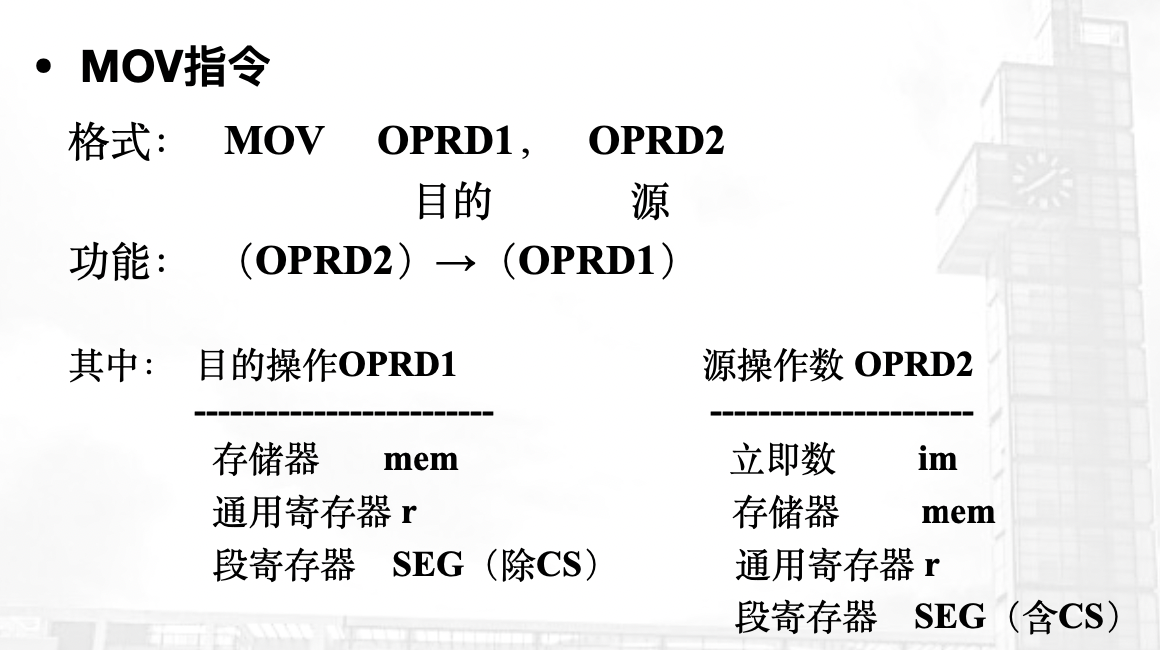 • MOV指令
格式： MOV OPRD1， OPRD2
目的 源
功能： （OPRD2）→（OPRD1）
其中： 目的操作OPRD1 源操作数 OPRD2
------------------------- ----------------------
存储器 mem 立即数 im
通用寄存器 r 存储器 mem
段寄存器 SEG（除CS） 通用寄存器 r
段寄存器 SEG（含CS）